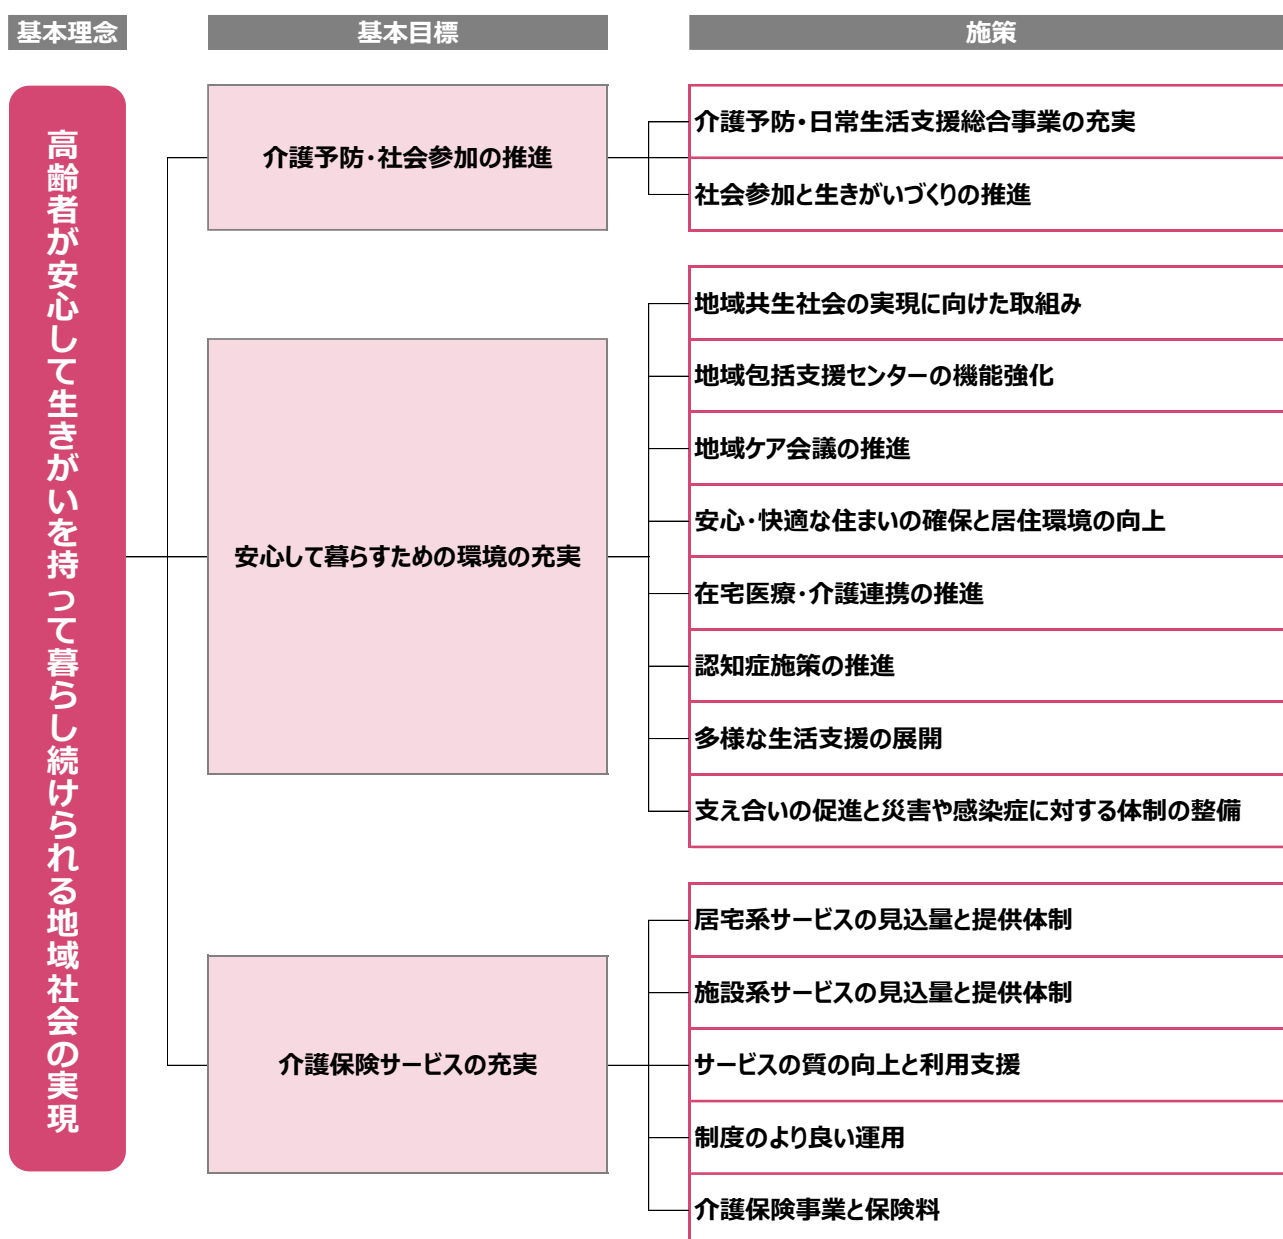 基本理念
基本目標
施策
高齢者が安心して生きがいを持って暮らし続けられる地域社会の実現
介護予防・社会参加の推進
介護予防・日常生活支援総合事業の充実
社会参加と生きがいづくりの推進
安心して暮らすための環境の充実
地域共生社会の実現に向けた取組み
地域包括支援センターの機能強化
地域ケア会議の推進
安心・快適な住まいの確保と居住環境の向上
在宅医療・介護連携の推進
認知症施策の推進
多様な生活支援の展開
支え合いの促進と災害や感染症に対する体制の整備
介護保険サービスの充実
居宅系サービスの見込量と提供体制
施設系サービスの見込量と提供体制
サービスの質の向上と利用支援
制度のより良い運用
介護保険事業と保険料